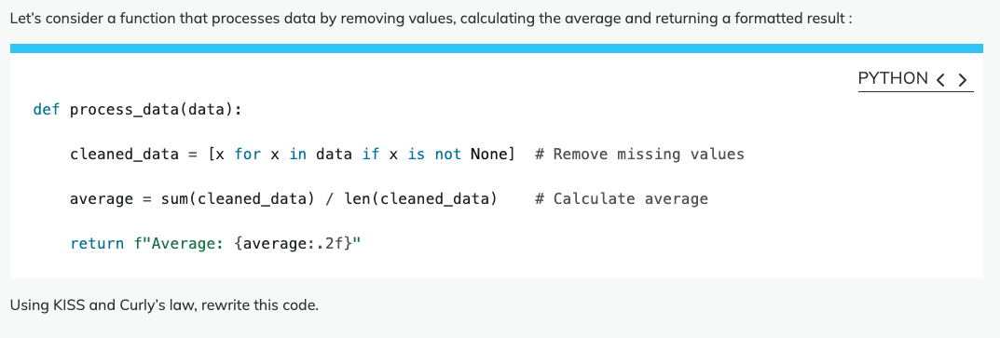 Let's consider a function that processes data by removing values, calculating the average and returning a formatted result :
PYTHON < >
def process_data(data):
    cleaned_data = [x for x in data if x is not None]  # Remove missing values
    average = sum(cleaned_data) / len(cleaned_data)    # Calculate average
    return f"Average: {average:.2f}"
Using KISS and Curly's law, rewrite this code.